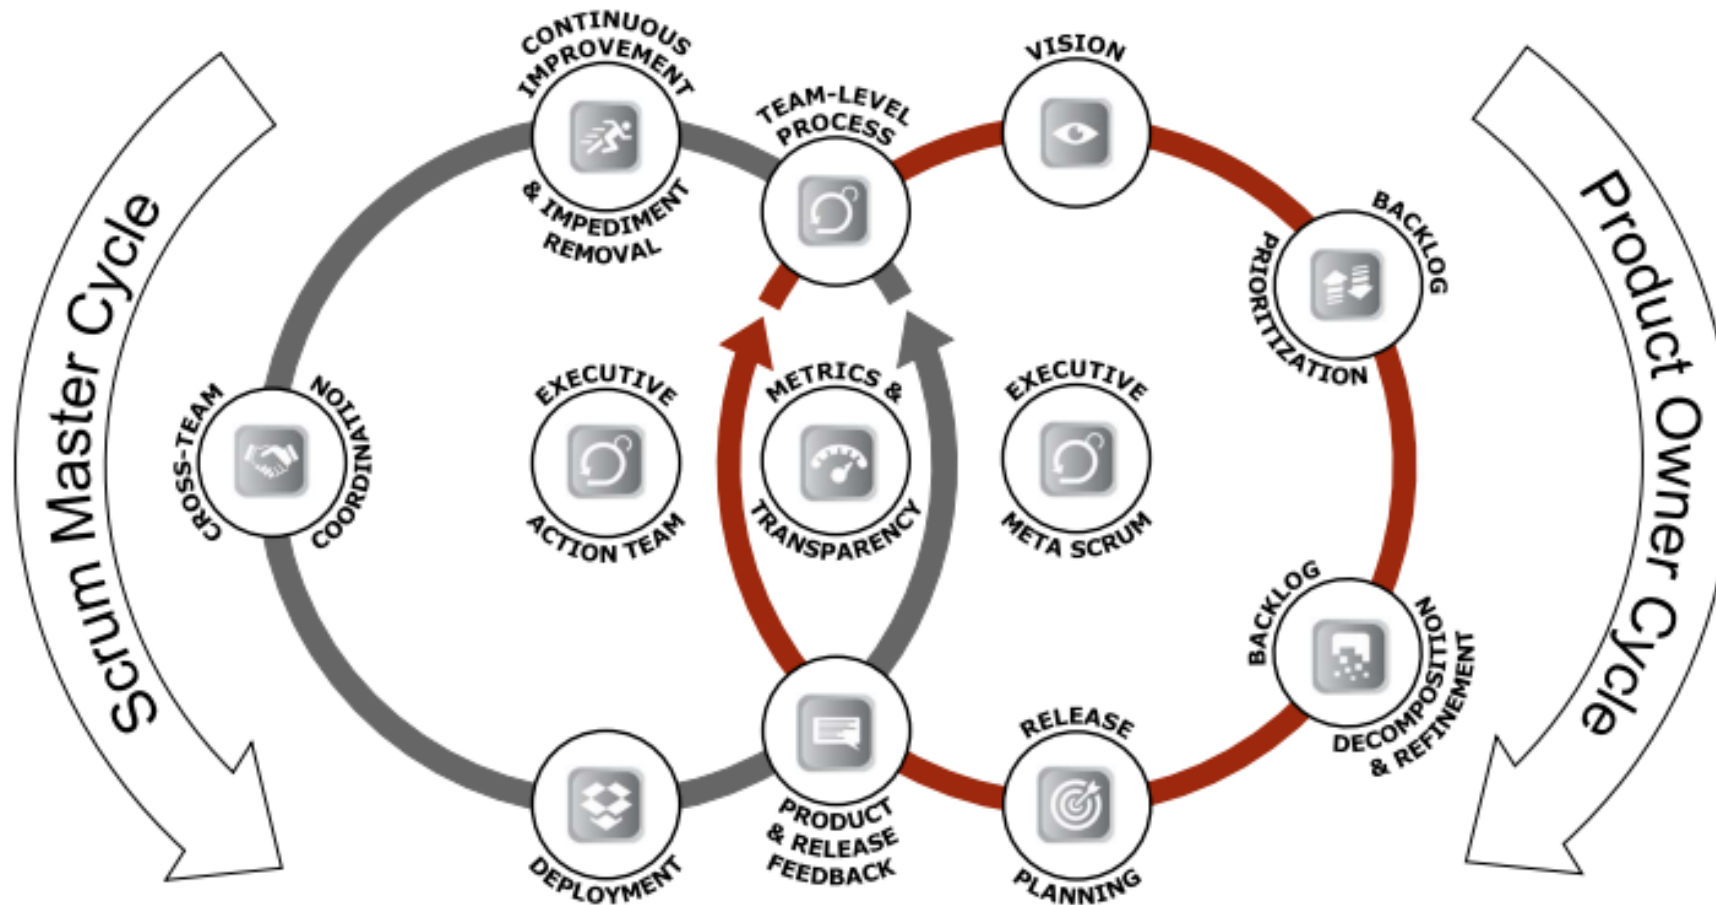 Scrum Master Cycle
CONTINUOUS
IMPROVEMENT
& IMPEDIMENT
REMOVAL
TEAM-LEVEL
PROCESS
VISION
BACKLOG
PRIORITIZATION
Product Owner Cycle
CROSS-TEAM
COORDINATION
EXECUTIVE
ACTION TEAM
METRICS &
TRANSPARENCY
EXECUTIVE
META SCRUM
BACKLOG
DECOMPOSITION
& REFINEMENT
DEPLOYMENT
PRODUCT
& RELEASE
FEEDBACK
RELEASE
PLANNING